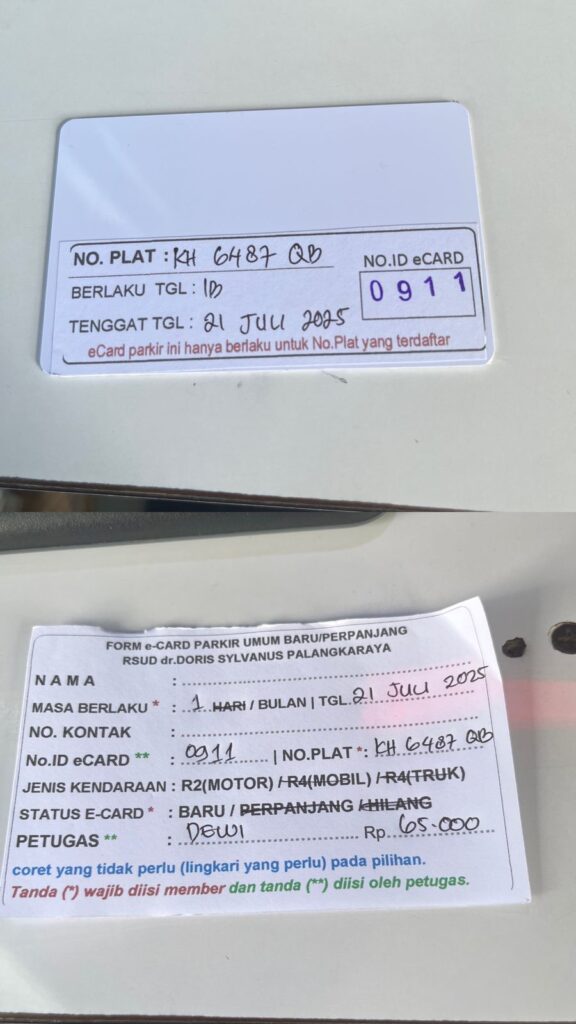 NO. PLAT : KH 6487 QB
NO.ID eCARD
BERLAKU TGL : 1B
0911
TENGGAT TGL : 21 JULI 2025
eCard parkir ini hanya berlaku untuk No.Plat yang terdaftar
FORM e-CARD PARKIR UMUM BARU/PERPANJANG
RSUD dr.DORIS SYLVANUS PALANGKARAYA
NAMA :
MASA BERLAKU * : 1 HARI / BULAN | TGL. 21 JULI 2025
NO. KONTAK :
No.ID eCARD ** : 0911 | NO.PLAT *: KH 6487 QB
JENIS KENDARAAN : R2(MOTOR) / R4(MOBIL) / R4(TRUK)
STATUS E-CARD * : BARU / PERPANJANG / HILANG
PETUGAS ** : DEWI Rp. 65.000
coret yang tidak perlu (lingkari yang perlu) pada pilihan.
Tanda (*) wajib diisi member dan tanda (**) diisi oleh petugas.